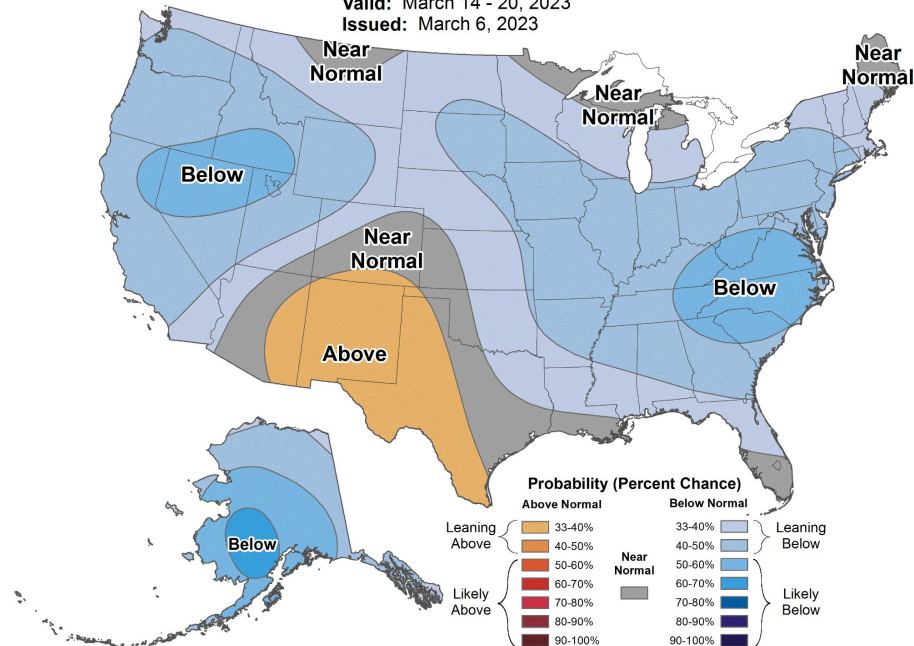 Valid: March 14 - 20, 2023
Issued: March 6, 2023
Near
Normal
Near
Normal
Near
Normal
Below
Near
Normal
Below
Above
Below
Probability (Percent Chance)
Above Normal
Below Normal
Leaning
Above
33-40%
40-50%
Likely
Above
50-60%
60-70%
70-80%
80-90%
90-100%
Near
Normal
33-40%
40-50%
Leaning
Below
50-60%
60-70%
70-80%
80-90%
90-100%
Likely
Below